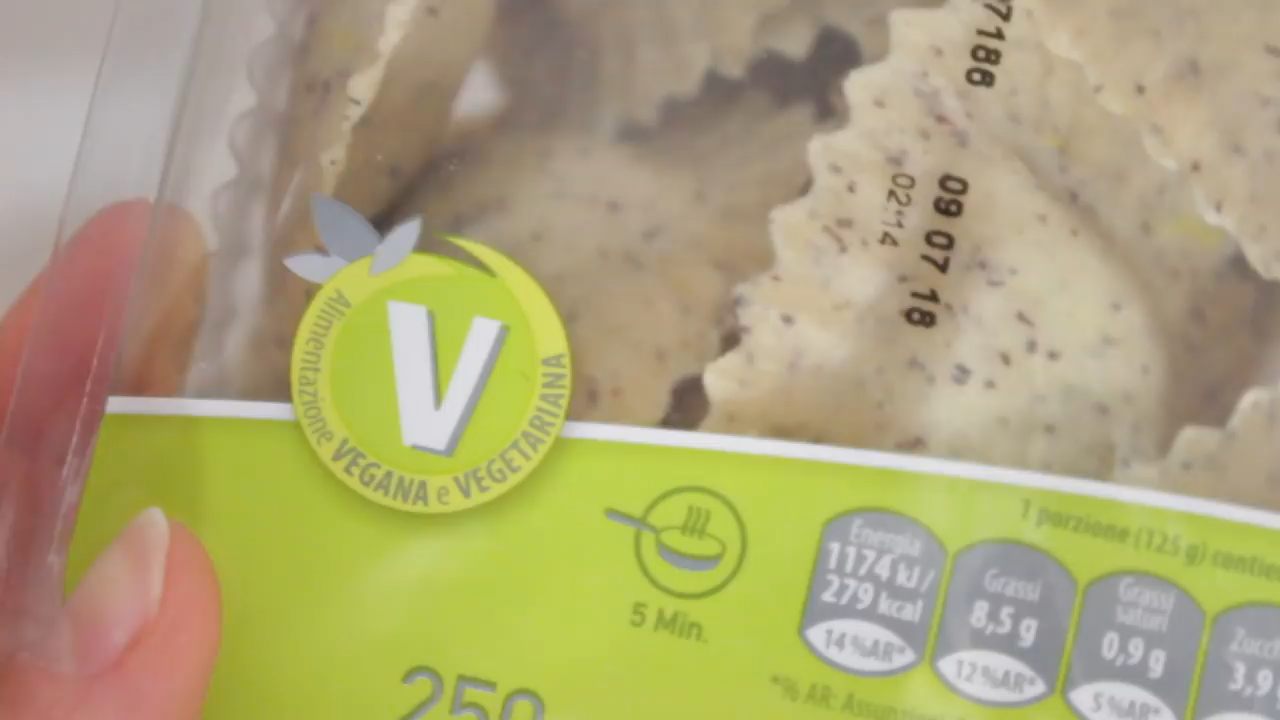 7186
09 07 18
02:14
V
Alimentazione VEGANA e VEGETARIANA
5 Min.
250
1 porzione (125 g)
Energia
1174 kJ /
279 kcal
14%AR*
Grassi
8,5 g
12%AR*
Grassi
saturi
0,9 g
5%AR*
3,9
*% AR: